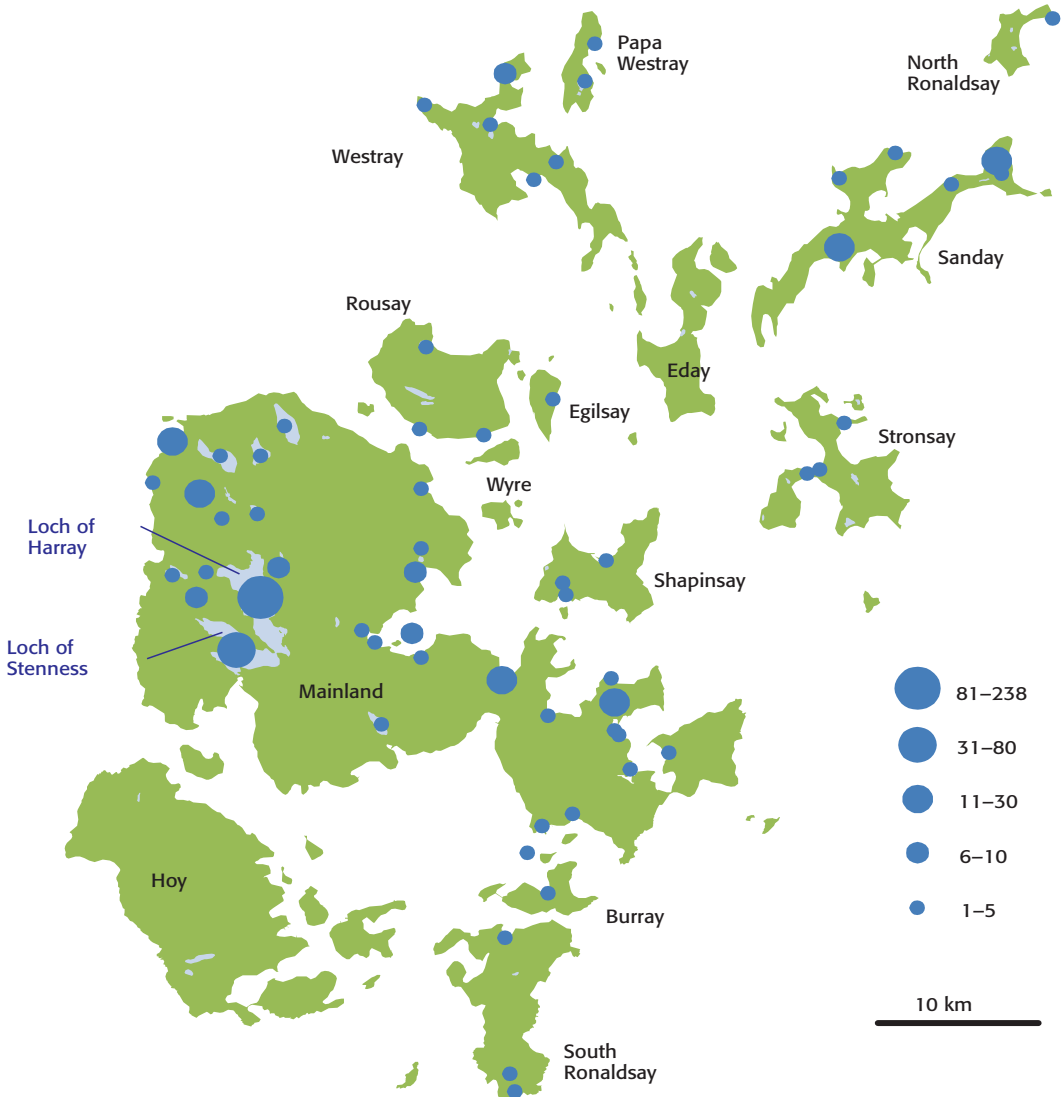 Papa
Westray
North
Ronaldsay
Westray
Sanday
Rousay
Eday
Egilsay
Stronsay
Wyre
Loch of
Harray
Shapinsay
Loch of
Stenness
Mainland
81–238
31–80
11–30
6–10
1–5
Hoy
Burray
10 km
South
Ronaldsay